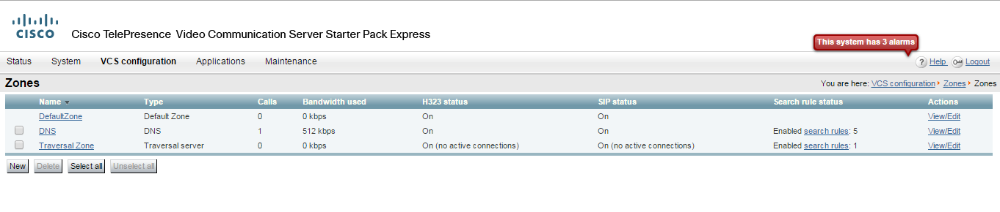 CISCO
Cisco TelePresence Video Communication Server Starter Pack Express
This system has 3 alarms
Status System VCS configuration Applications Maintenance
? Help Logout
Zones You are here: VCS configuration Zones Zones
Name Type Calls Bandwidth used H323 status SIP status Search rule status Actions
DefaultZone Default Zone 0 0 kbps On On View/Edit
DNS DNS 1 512 kbps On On Enabled search rules: 5 View/Edit
Traversal Zone Traversal server 0 0 kbps On (no active connections) On (no active connections) Enabled search rules: 1 View/Edit
New Delete Select all Unselect all